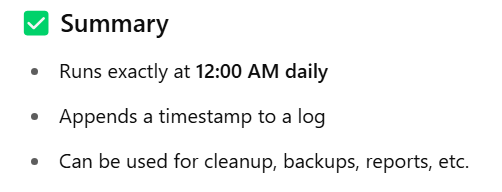 ✅ Summary
• Runs exactly at 12:00 AM daily
• Appends a timestamp to a log
• Can be used for cleanup, backups, reports, etc.